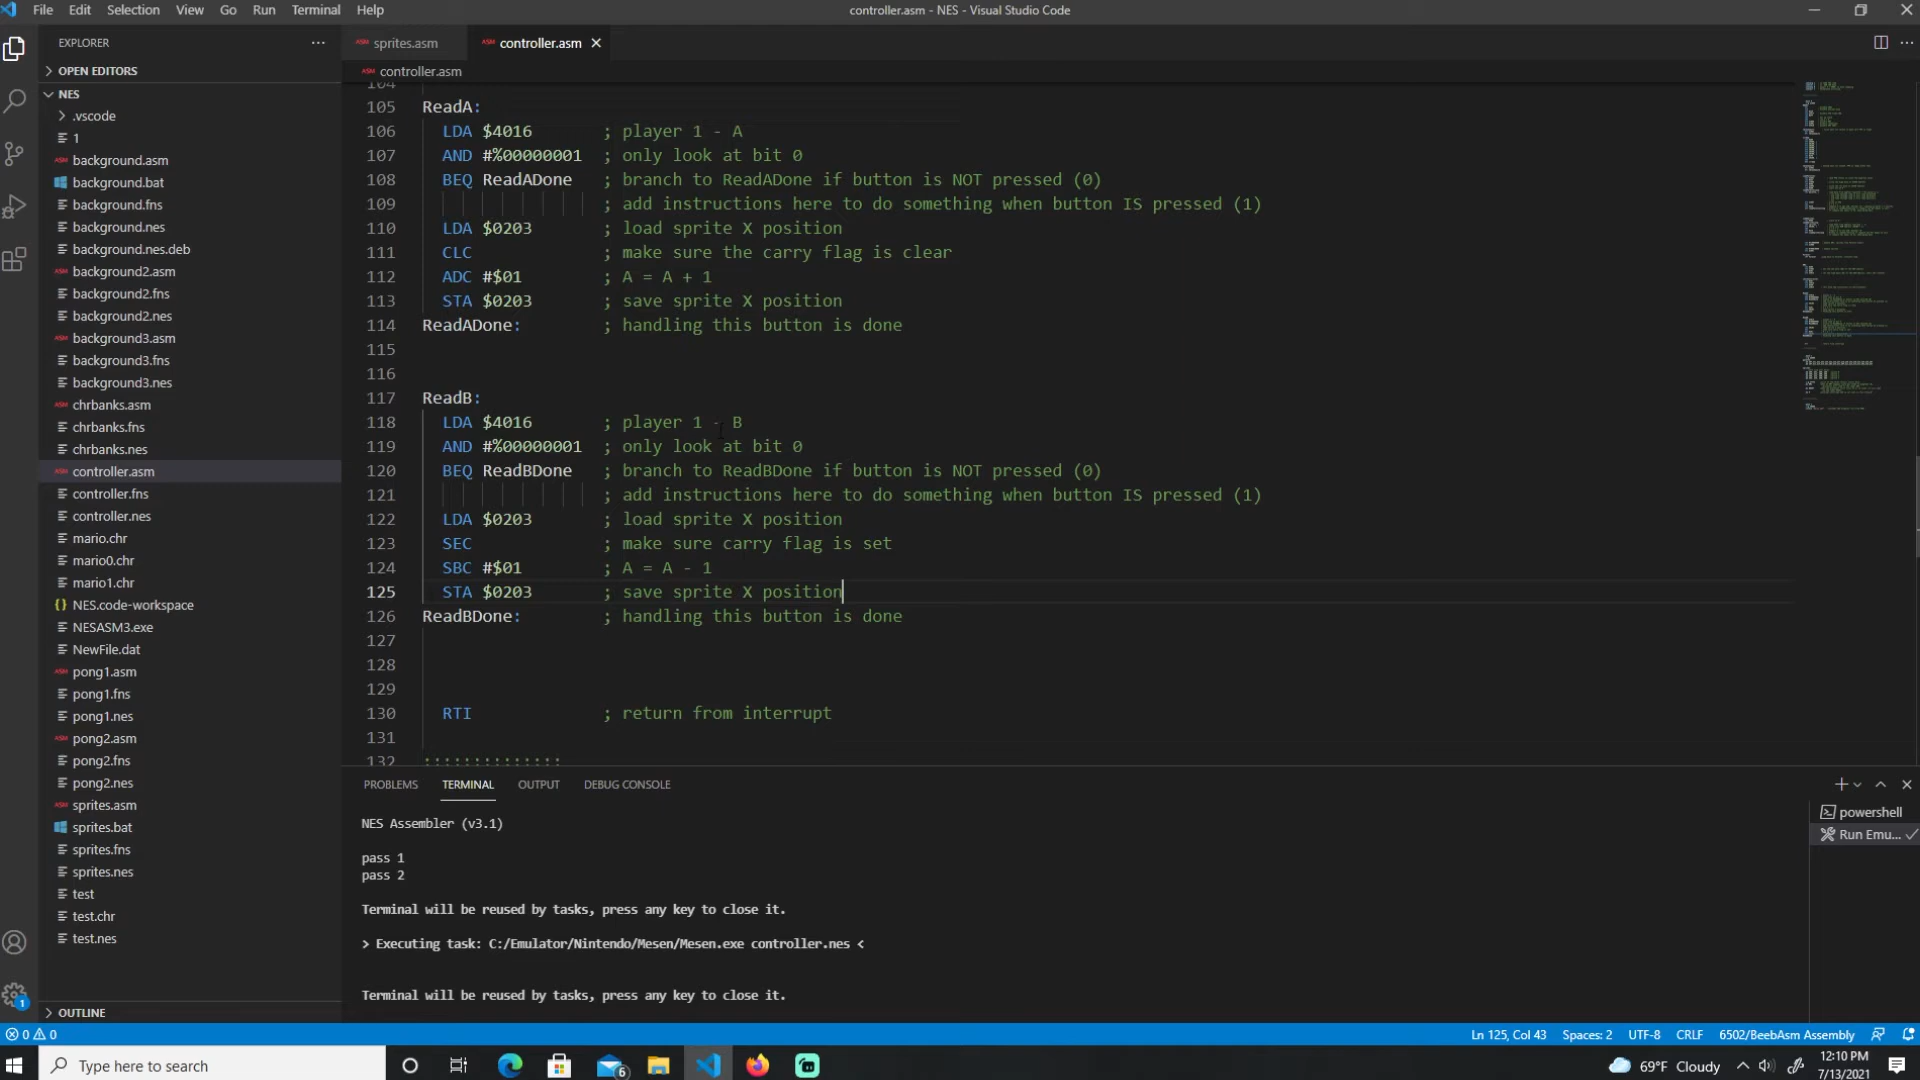 File Edit Selection View Go Run Terminal Help
controller.asm - NES - Visual Studio Code
EXPLORER
OPEN EDITORS
NES
.vscode
1
background.asm
background.bat
background.fns
background.nes
background.nes.deb
background2.asm
background2.fns
background2.nes
background3.asm
background3.fns
background3.nes
chrbanks.asm
chrbanks.fns
chrbanks.nes
controller.asm
controller.fns
controller.nes
mario.chr
mario0.chr
mario1.chr
NES.code-workspace
NESASM3.exe
NewFile.dat
pong1.asm
pong1.fns
pong1.nes
pong2.asm
pong2.fns
pong2.nes
sprites.asm
sprites.bat
sprites.fns
sprites.nes
test
test.chr
test.nes
OUTLINE
sprites.asm controller.asm
controller.asm
104
105 ReadA:
106 LDA $4016 ; player 1 - A
107 AND #%00000001 ; only look at bit 0
108 BEQ ReadADone ; branch to ReadADone if button is NOT pressed (0)
109 ; add instructions here to do something when button IS pressed (1)
110 LDA $0203 ; load sprite X position
111 CLC ; make sure the carry flag is clear
112 ADC #$01 ; A = A + 1
113 STA $0203 ; save sprite X position
114 ReadADone: ; handling this button is done
115
116
117 ReadB:
118 LDA $4016 ; player 1 - B
119 AND #%00000001 ; only look at bit 0
120 BEQ ReadBDone ; branch to ReadBDone if button is NOT pressed (0)
121 ; add instructions here to do something when button IS pressed (1)
122 LDA $0203 ; load sprite X position
123 SEC ; make sure carry flag is set
124 SBC #$01 ; A = A - 1
125 STA $0203 ; save sprite X position
126 ReadBDone: ; handling this button is done
127
128
129
130 RTI ; return from interrupt
131
132 ;;;;;;;;;;;;;;
PROBLEMS TERMINAL OUTPUT DEBUG CONSOLE
NES Assembler (v3.1)
pass 1
pass 2
Terminal will be reused by tasks, press any key to close it.
> Executing task: C:/Emulator/Nintendo/Mesen/Mesen.exe controller.nes <
Terminal will be reused by tasks, press any key to close it.
powershell
Run Emu...
1
0 0
Ln 125, Col 43 Spaces: 2 UTF-8 CRLF 6502/BeebAsm Assembly
Type here to search
6
69°F Cloudy
12:10 PM
7/13/2021